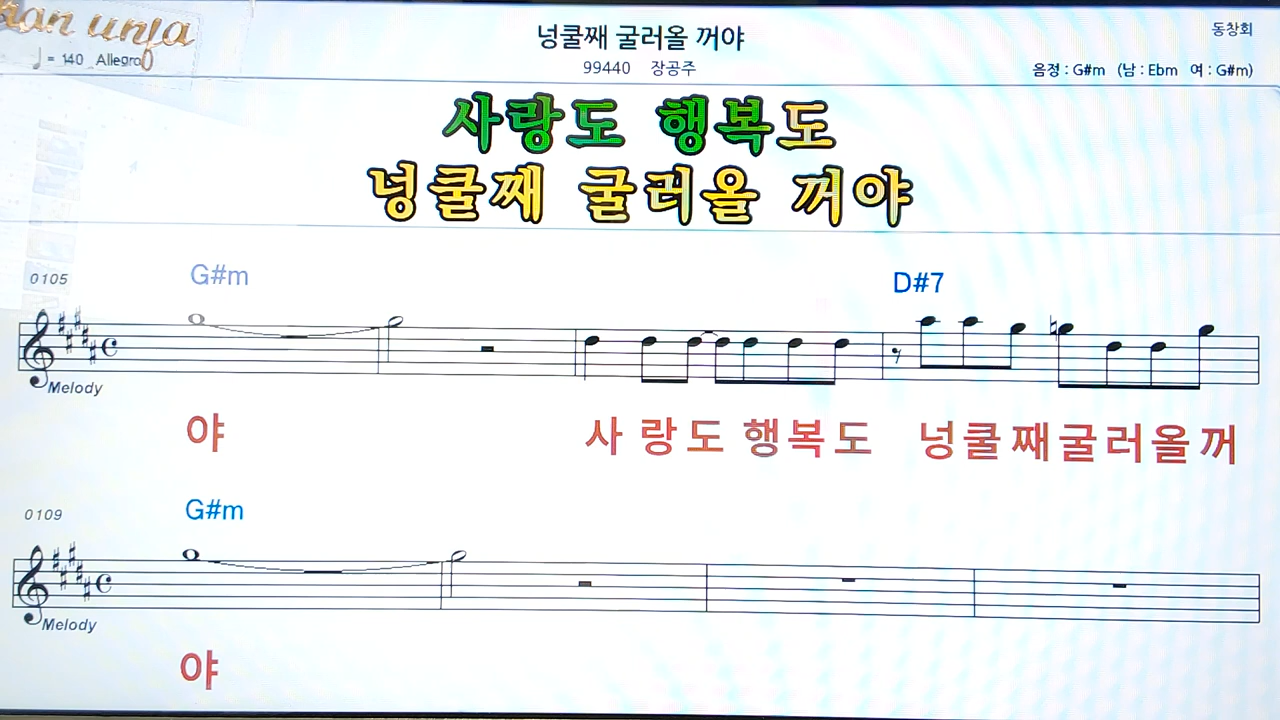 넝쿨째 굴러올 꺼야
동창회
♩= 140 Allegro
99440 장공주
음정 : G#m (남 : Ebm 여 : G#m)
사랑도 행복도
넝쿨째 굴러올 꺼야
0105 G#m D#7
Melody
야 사랑도 행복도 넝쿨째굴러올꺼
0109 G#m
Melody
야